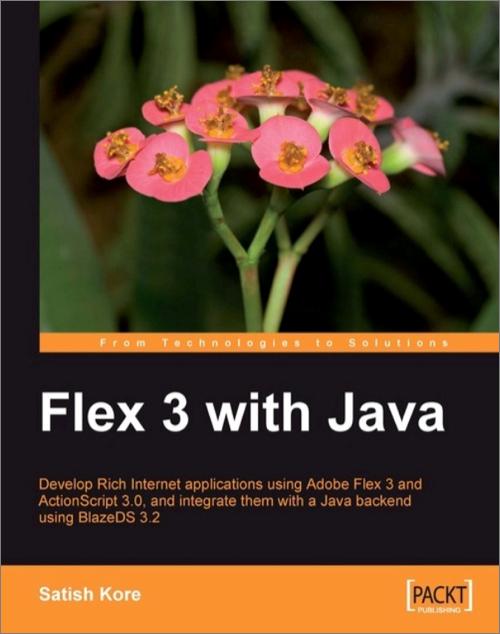 From Technologies to Solutions
Flex 3 with Java
Develop Rich Internet applications using Adobe Flex 3 and
ActionScript 3.0, and integrate them with a Java backend
using BlazeDS 3.2
Satish Kore
[PACKT]
PUBLISHING